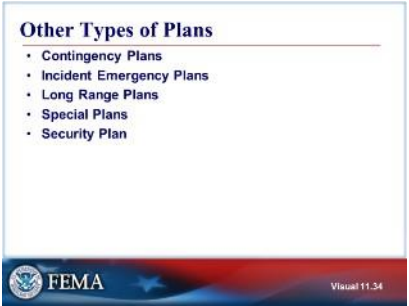 Other Types of Plans
• Contingency Plans
• Incident Emergency Plans
• Long Range Plans
• Special Plans
• Security Plan
FEMA
Visual 11.34